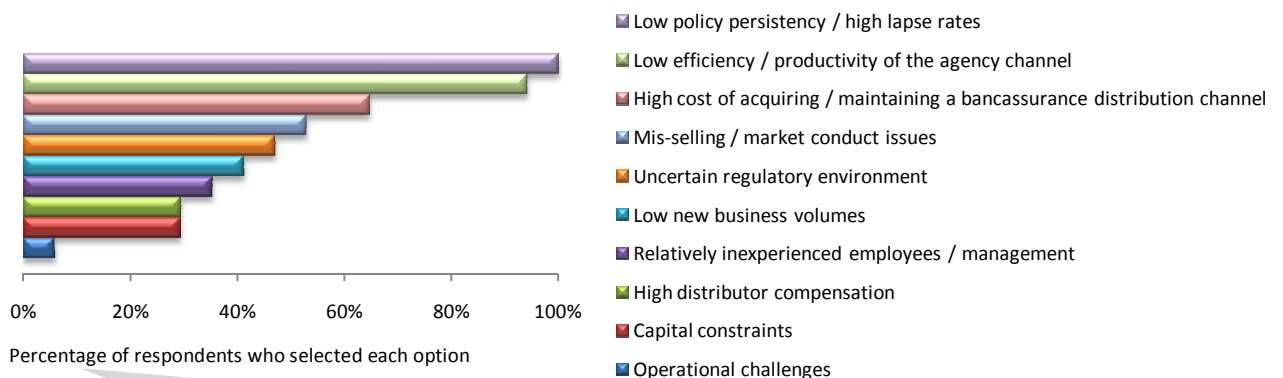 Low policy persistency / high lapse rates
Low efficiency / productivity of the agency channel
High cost of acquiring / maintaining a bancassurance distribution channel
Mis-selling / market conduct issues
Uncertain regulatory environment
Low new business volumes
Relatively inexperienced employees / management
High distributor compensation
Capital constraints
Operational challenges
0% 20% 40% 60% 80% 100%
Percentage of respondents who selected each option